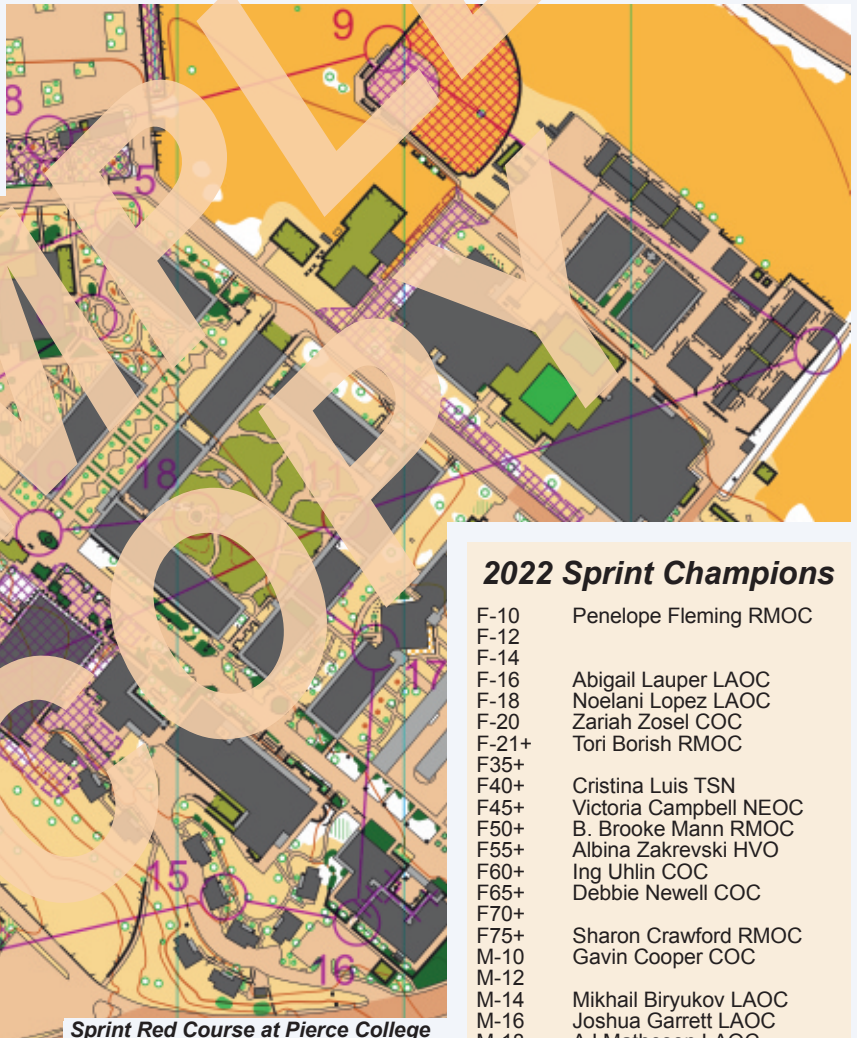 9
8
5
18
11
17
15
16
SAMPLE
COPY
Sprint Red Course at Pierce College
2022 Sprint Champions
F-10 Penelope Fleming RMOC
F-12
F-14
F-16 Abigail Lauper LAOC
F-18 Noelani Lopez LAOC
F-20 Zariah Zosel COC
F-21+ Tori Borish RMOC
F35+
F40+ Cristina Luis TSN
F45+ Victoria Campbell NEOC
F50+ B. Brooke Mann RMOC
F55+ Albina Zakrevski HVO
F60+ Ing Uhlin COC
F65+ Debbie Newell COC
F70+
F75+ Sharon Crawford RMOC
M-10 Gavin Cooper COC
M-12
M-14 Mikhail Biryukov LAOC
M-16 Joshua Garrett LAOC